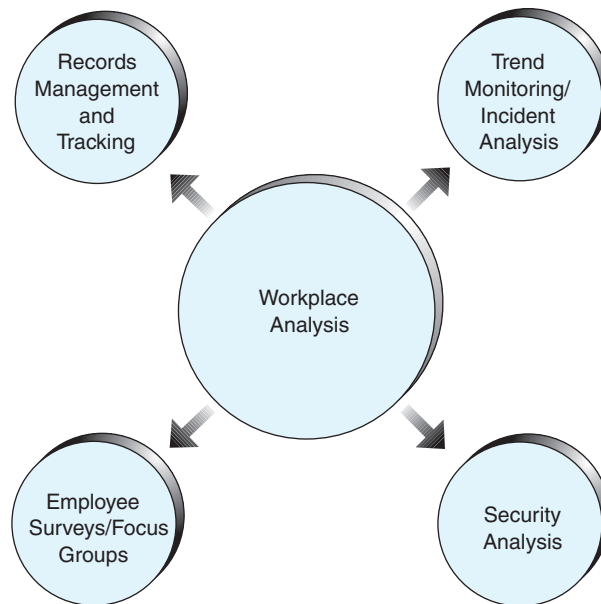 Records
Management
and
Tracking
Trend
Monitoring/
Incident
Analysis
Workplace
Analysis
Employee
Surveys/Focus
Groups
Security
Analysis